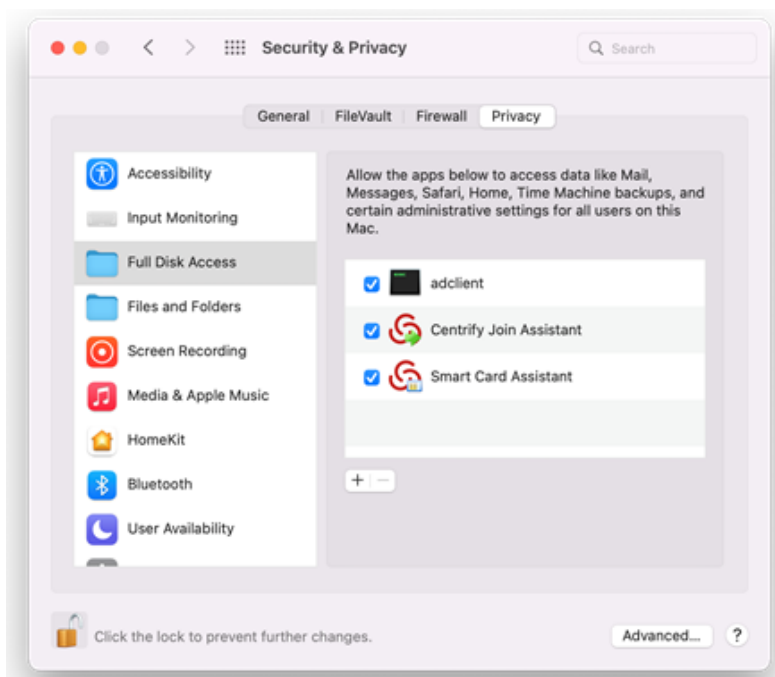 Security & Privacy
Search
General FileVault Firewall Privacy
Accessibility
Input Monitoring
Full Disk Access
Files and Folders
Screen Recording
Media & Apple Music
HomeKit
Bluetooth
User Availability
Allow the apps below to access data like Mail,
Messages, Safari, Home, Time Machine backups, and
certain administrative settings for all users on this
Mac.
adclient
Centrify Join Assistant
Smart Card Assistant
+ −
Click the lock to prevent further changes.
Advanced... ?